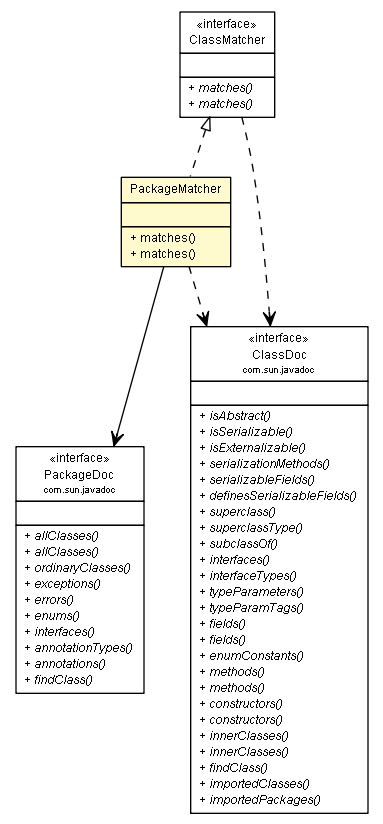 «interface»
ClassMatcher
+ matches()
+ matches()
PackageMatcher
+ matches()
+ matches()
«interface»
ClassDoc
com.sun.javadoc
+ isAbstract()
+ isSerializable()
+ isExternalizable()
+ serializationMethods()
+ serializableFields()
+ definesSerializableFields()
+ superclass()
+ superclassType()
+ subclassOf()
+ interfaces()
+ interfaceTypes()
+ typeParameters()
+ typeParamTags()
+ fields()
+ fields()
+ enumConstants()
+ methods()
+ methods()
+ constructors()
+ constructors()
+ innerClasses()
+ innerClasses()
+ findClass()
+ importedClasses()
+ importedPackages()
«interface»
PackageDoc
com.sun.javadoc
+ allClasses()
+ allClasses()
+ ordinaryClasses()
+ exceptions()
+ errors()
+ enums()
+ interfaces()
+ annotationTypes()
+ annotations()
+ findClass()